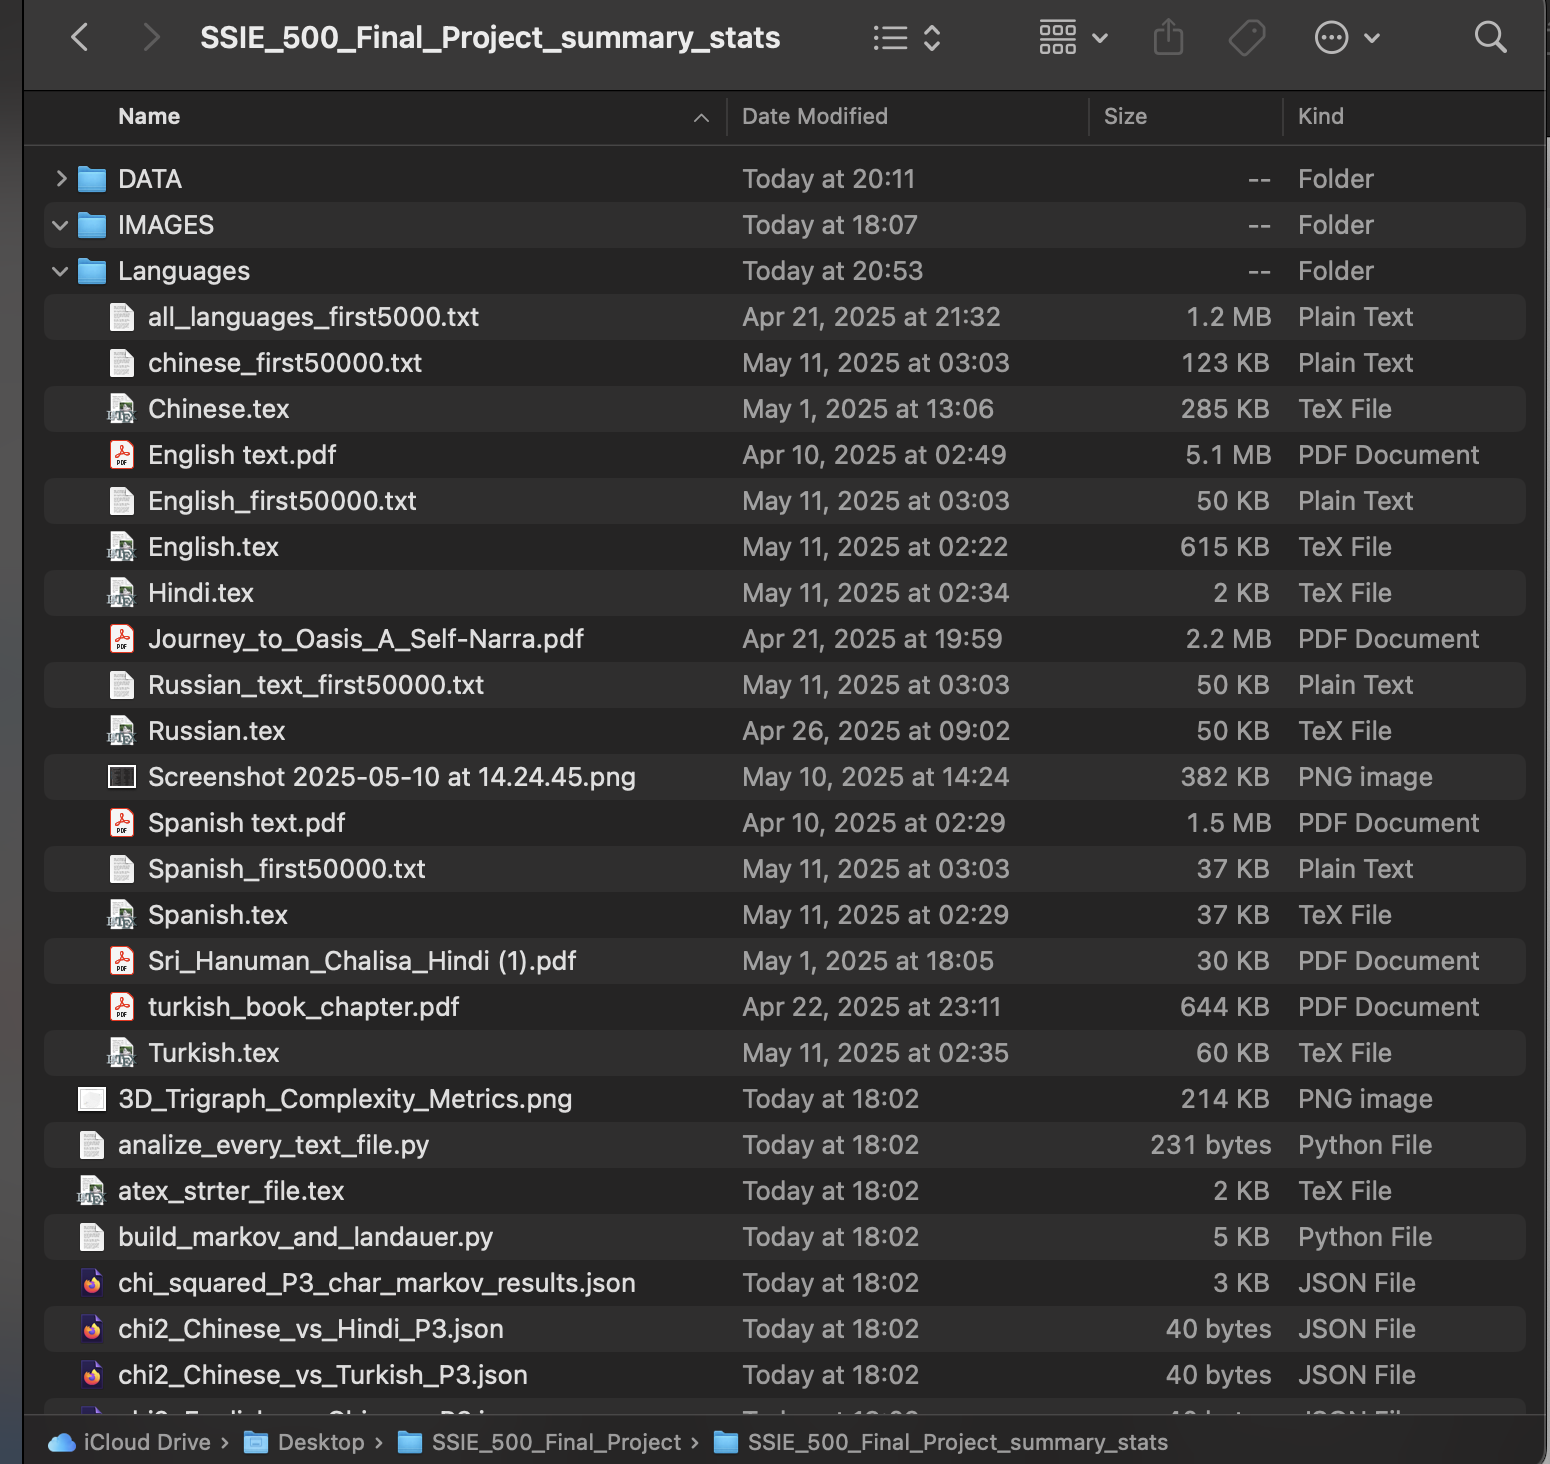 SSIE_500_Final_Project_summary_stats
Name Date Modified Size Kind
DATA Today at 20:11 -- Folder
IMAGES Today at 18:07 -- Folder
Languages Today at 20:53 -- Folder
all_languages_first5000.txt Apr 21, 2025 at 21:32 1.2 MB Plain Text
chinese_first50000.txt May 11, 2025 at 03:03 123 KB Plain Text
Chinese.tex May 1, 2025 at 13:06 285 KB TeX File
English text.pdf Apr 10, 2025 at 02:49 5.1 MB PDF Document
English_first50000.txt May 11, 2025 at 03:03 50 KB Plain Text
English.tex May 11, 2025 at 02:22 615 KB TeX File
Hindi.tex May 11, 2025 at 02:34 2 KB TeX File
Journey_to_Oasis_A_Self-Narra.pdf Apr 21, 2025 at 19:59 2.2 MB PDF Document
Russian_text_first50000.txt May 11, 2025 at 03:03 50 KB Plain Text
Russian.tex Apr 26, 2025 at 09:02 50 KB TeX File
Screenshot 2025-05-10 at 14.24.45.png May 10, 2025 at 14:24 382 KB PNG image
Spanish text.pdf Apr 10, 2025 at 02:29 1.5 MB PDF Document
Spanish_first50000.txt May 11, 2025 at 03:03 37 KB Plain Text
Spanish.tex May 11, 2025 at 02:29 37 KB TeX File
Sri_Hanuman_Chalisa_Hindi (1).pdf May 1, 2025 at 18:05 30 KB PDF Document
turkish_book_chapter.pdf Apr 22, 2025 at 23:11 644 KB PDF Document
Turkish.tex May 11, 2025 at 02:35 60 KB TeX File
3D_Trigraph_Complexity_Metrics.png Today at 18:02 214 KB PNG image
analize_every_text_file.py Today at 18:02 231 bytes Python File
atex_strter_file.tex Today at 18:02 2 KB TeX File
build_markov_and_landauer.py Today at 18:02 5 KB Python File
chi_squared_P3_char_markov_results.json Today at 18:02 3 KB JSON File
chi2_Chinese_vs_Hindi_P3.json Today at 18:02 40 bytes JSON File
chi2_Chinese_vs_Turkish_P3.json Today at 18:02 40 bytes JSON File
iCloud Drive › Desktop › SSIE_500_Final_Project › SSIE_500_Final_Project_summary_stats